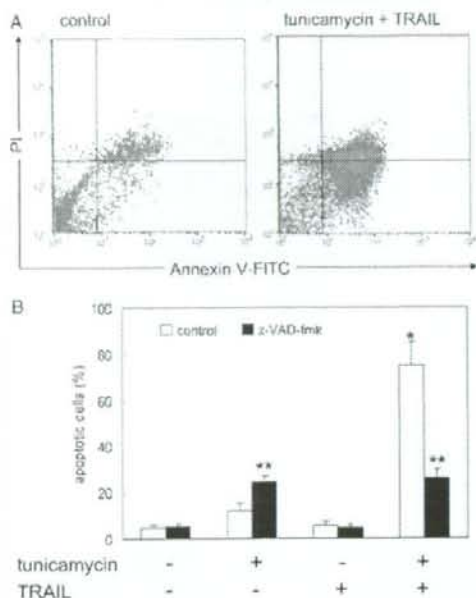 A
control
tunicamycin + TRAIL
PI
Annexin V-FITC
B
control
z-VAD-fmk
apoptotic cells (%)
100
80
60
40
20
0
*
**
**
tunicamycin - + - +
TRAIL - - + +